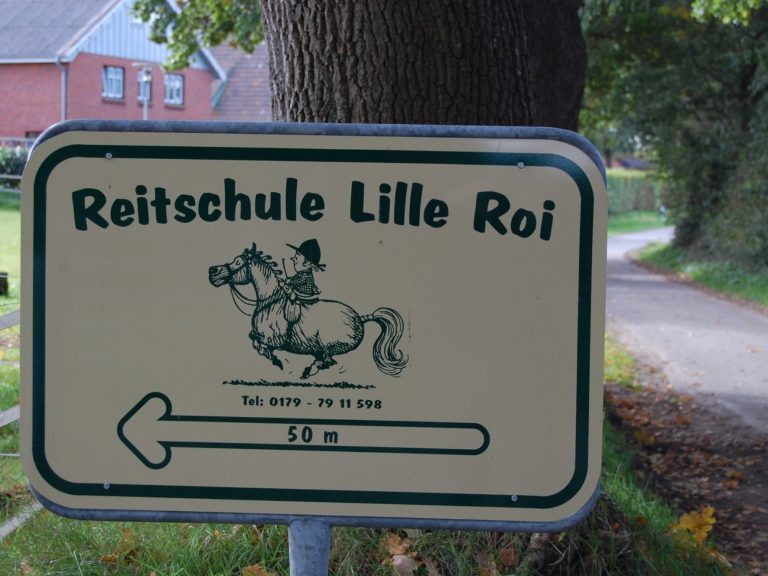 Reitschule Lille Roi
Tel: 0179 - 79 11 598
50 m